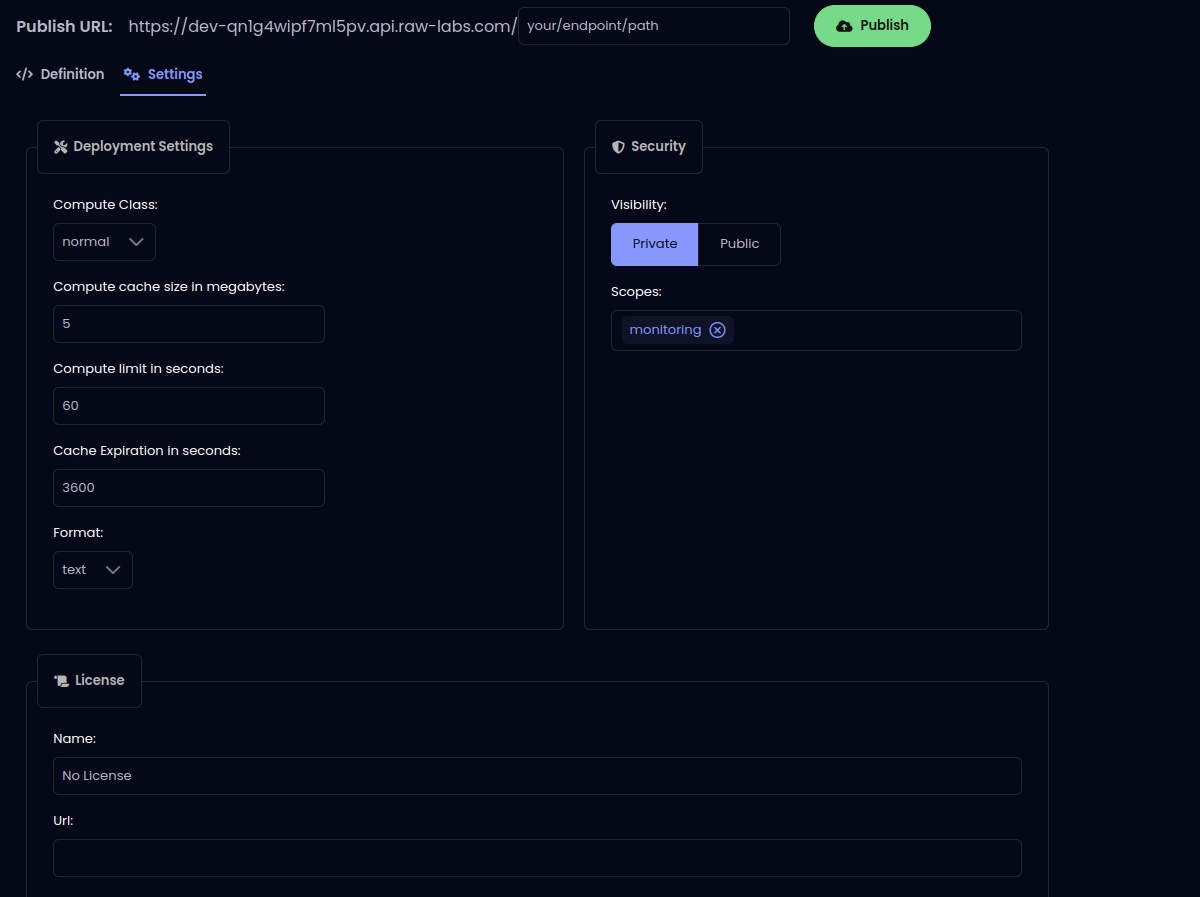 Publish URL: https://dev-qn1g4wipf7ml5pv.api.raw-labs.com/ your/endpoint/path Publish
</> Definition Settings
Deployment Settings
Compute Class:
normal
Compute cache size in megabytes:
5
Compute limit in seconds:
60
Cache Expiration in seconds:
3600
Format:
text
Security
Visibility:
Private Public
Scopes:
monitoring
License
Name:
No License
Url: